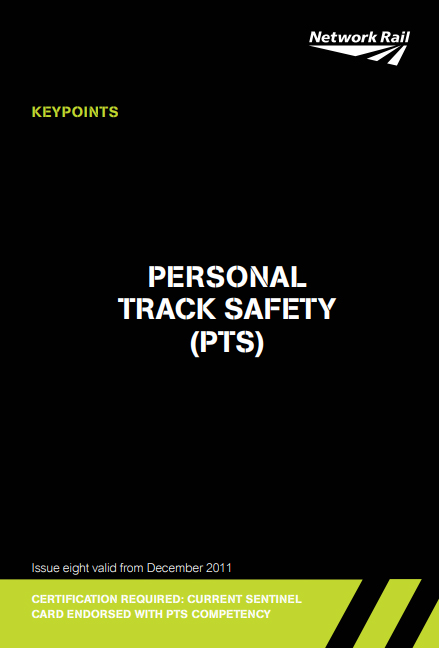 Network Rail
KEYPOINTS
PERSONAL
TRACK SAFETY
(PTS)
Issue eight valid from December 2011
CERTIFICATION REQUIRED: CURRENT SENTINEL
CARD ENDORSED WITH PTS COMPETENCY